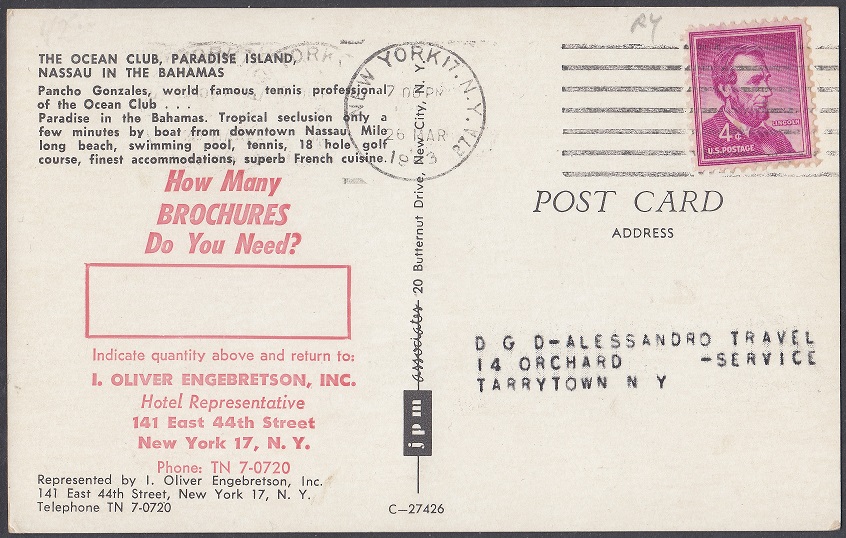 THE OCEAN CLUB, PARADISE ISLAND,
NASSAU IN THE BAHAMAS
Pancho Gonzales, world famous tennis professional
of the Ocean Club . . .
Paradise in the Bahamas. Tropical seclusion only a
few minutes by boat from downtown Nassau. Mile
long beach, swimming pool, tennis, 18 hole golf
course, finest accommodations, superb French cuisine.
How Many
BROCHURES
Do You Need?
Indicate quantity above and return to:
I. OLIVER ENGEBRETSON, INC.
Hotel Representative
141 East 44th Street
New York 17, N. Y.
Phone: TN 7-0720
Represented by I. Oliver Engebretson, Inc.
141 East 44th Street, New York 17, N. Y.
Telephone TN 7-0720
NEW YORK 17, N.Y.
7 00 PM
26 MAR
1963
27A
jpm associates 20 Butternut Drive, New City, N. Y.
C—27426
RY
LINCOLN
4¢
U.S. POSTAGE
POST CARD
ADDRESS
D G D-ALESSANDRO TRAVEL
14 ORCHARD -SERVICE
TARRYTOWN N Y